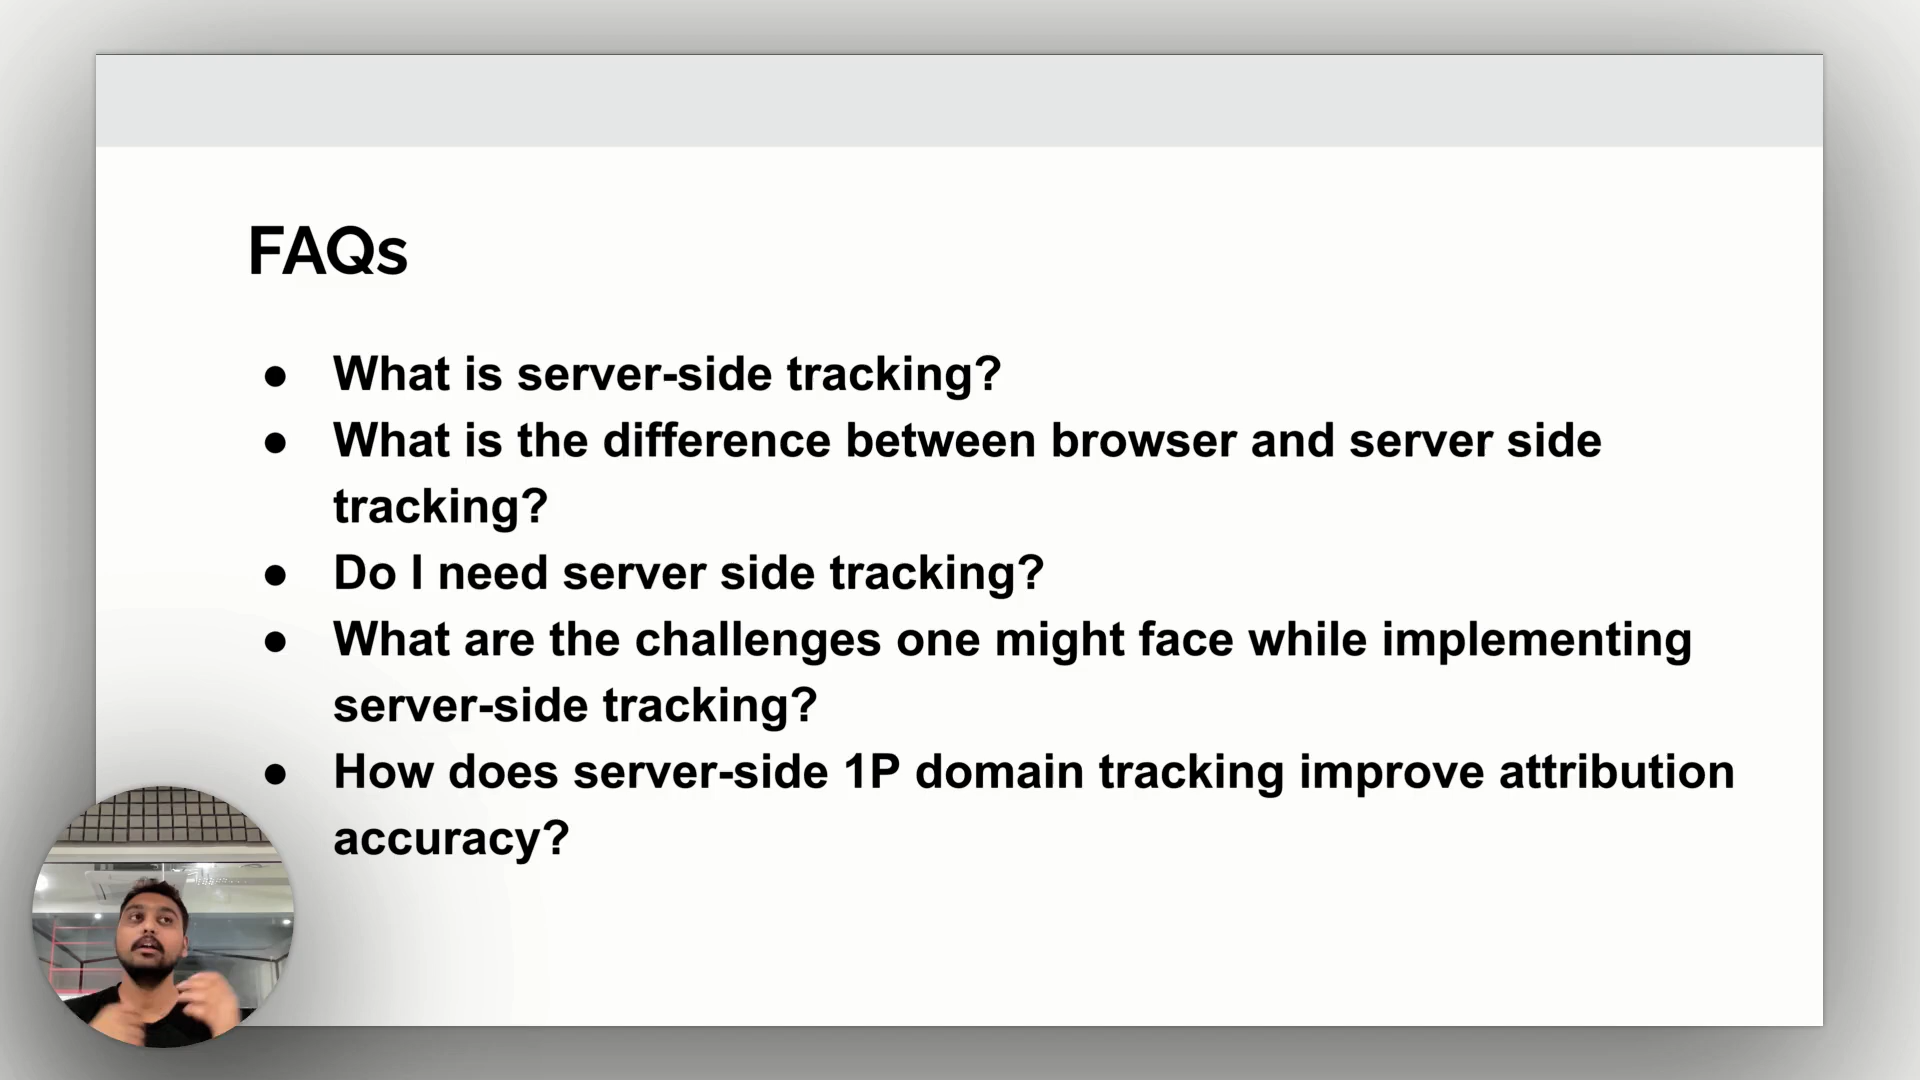 FAQs
● What is server-side tracking?
● What is the difference between browser and server side
tracking?
● Do I need server side tracking?
● What are the challenges one might face while implementing
server-side tracking?
● How does server-side 1P domain tracking improve attribution
accuracy?